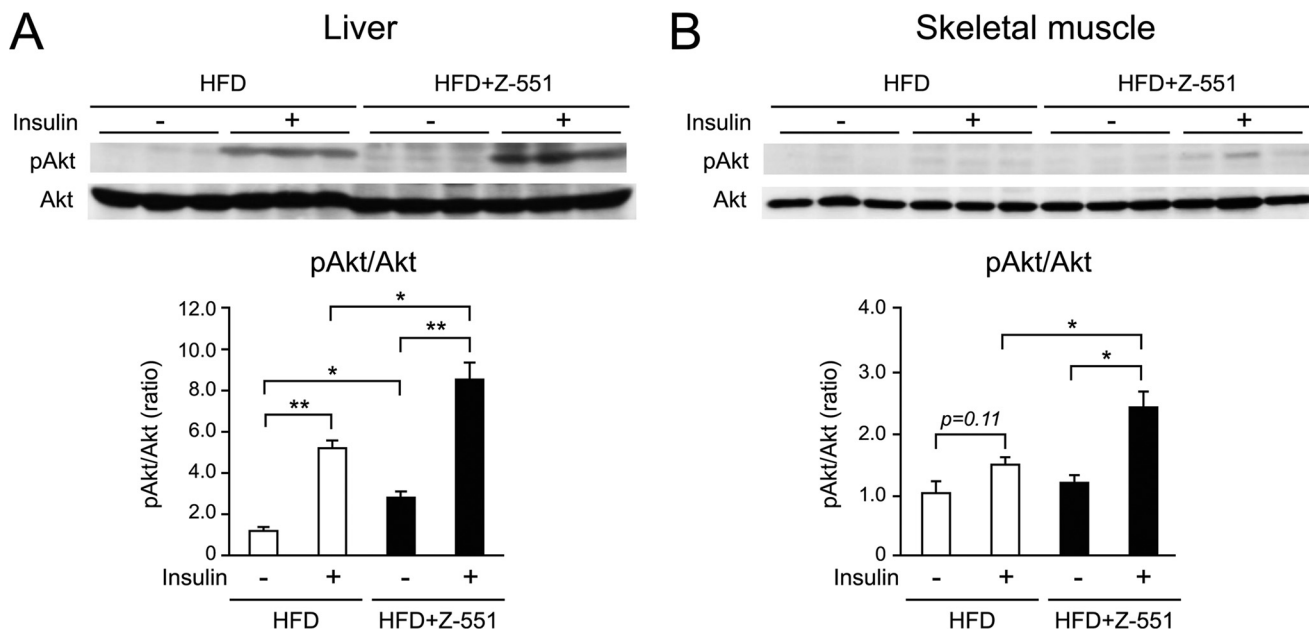 A Liver
HFD HFD+Z-551
Insulin - + - +
pAkt
Akt
pAkt/Akt
pAkt/Akt (ratio)
12.0
10.0
8.0
6.0
4.0
2.0
0
*
**
*
**
Insulin - + - +
HFD HFD+Z-551
B Skeletal muscle
HFD HFD+Z-551
Insulin - + - +
pAkt
Akt
pAkt/Akt
pAkt/Akt (ratio)
4.0
3.0
2.0
1.0
0
*
*
p=0.11
Insulin - + - +
HFD HFD+Z-551